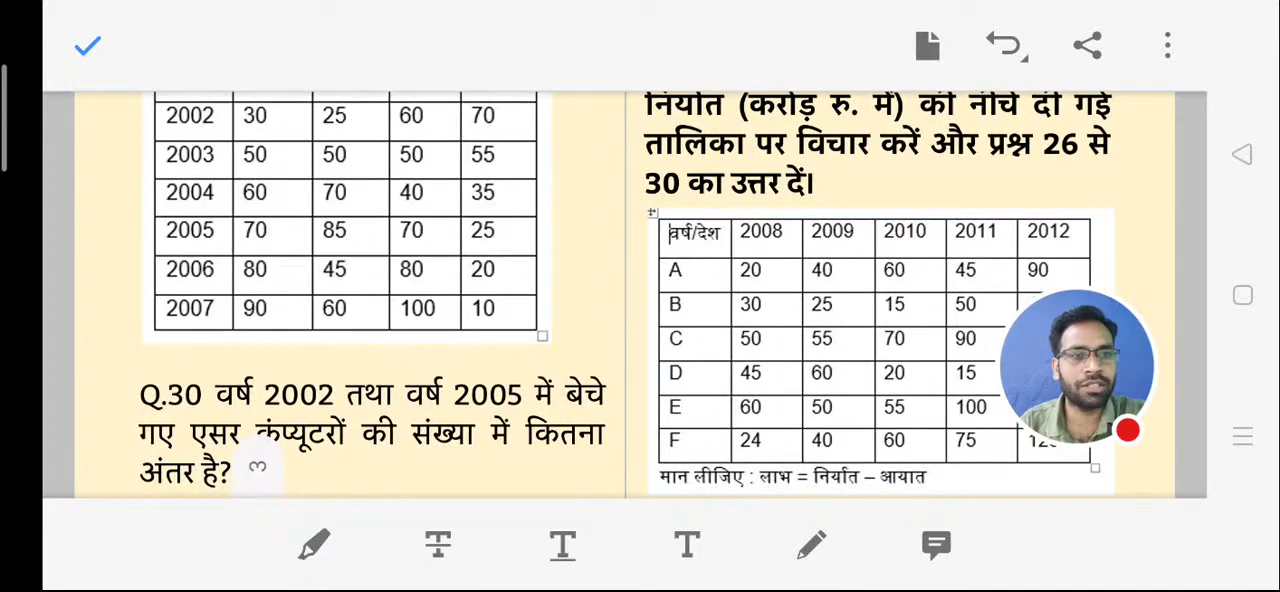 2002 30 25 60 70
2003 50 50 50 55
2004 60 70 40 35
2005 70 85 70 25
2006 80 45 80 20
2007 90 60 100 10
Q.30 वर्ष 2002 तथा वर्ष 2005 में बेचे
गए एसर कंप्यूटरों की संख्या में कितना
अंतर है?
3
निर्यात (करोड़ रु. में) की नीचे दी गई
तालिका पर विचार करें और प्रश्न 26 से
30 का उत्तर दें।
वर्ष/देश 2008 2009 2010 2011 2012
A 20 40 60 45 90
B 30 25 15 50
C 50 55 70 90
D 45 60 20 15
E 60 50 55 100
F 24 40 60 75
मान लीजिए : लाभ = निर्यात – आयात
T T T